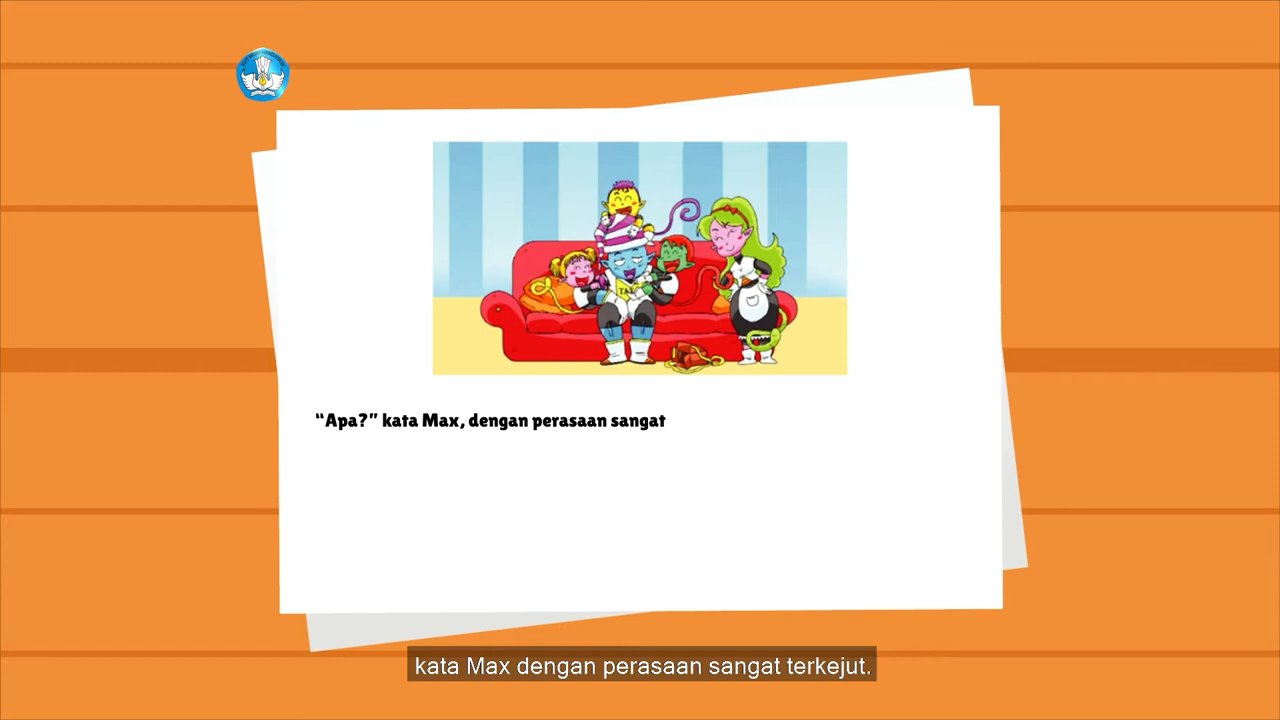 “Apa?” kata Max, dengan perasaan sangat
kata Max dengan perasaan sangat terkejut.